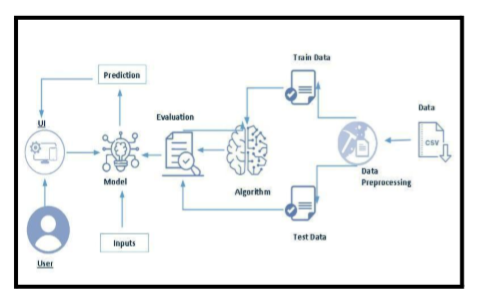 Train Data
Prediction
Data
Evaluation
UI
CSV
Model
Algorithm
Data
Preprocessing
Inputs
Test Data
User